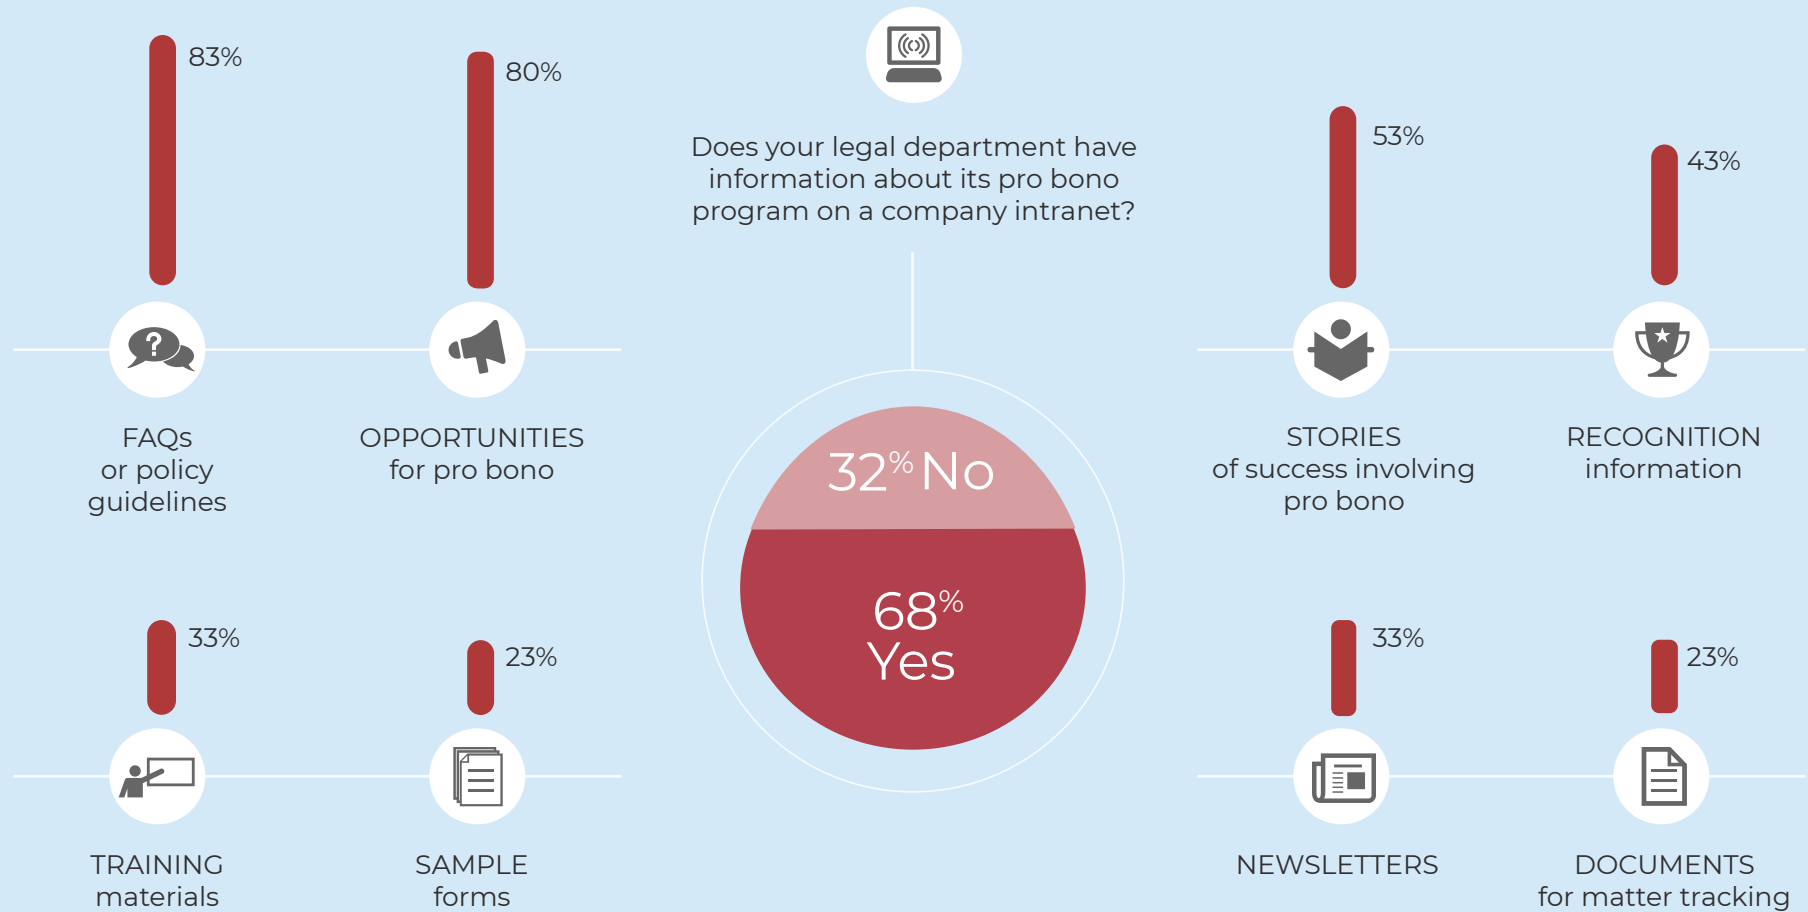 83%
80%
Does your legal department have
information about its pro bono
program on a company intranet?
53%
43%
?
FAQs
or policy
guidelines
OPPORTUNITIES
for pro bono
32% No
68%
Yes
STORIES
of success involving
pro bono
RECOGNITION
information
33%
23%
33%
23%
TRAINING
materials
SAMPLE
forms
NEWSLETTERS
DOCUMENTS
for matter tracking